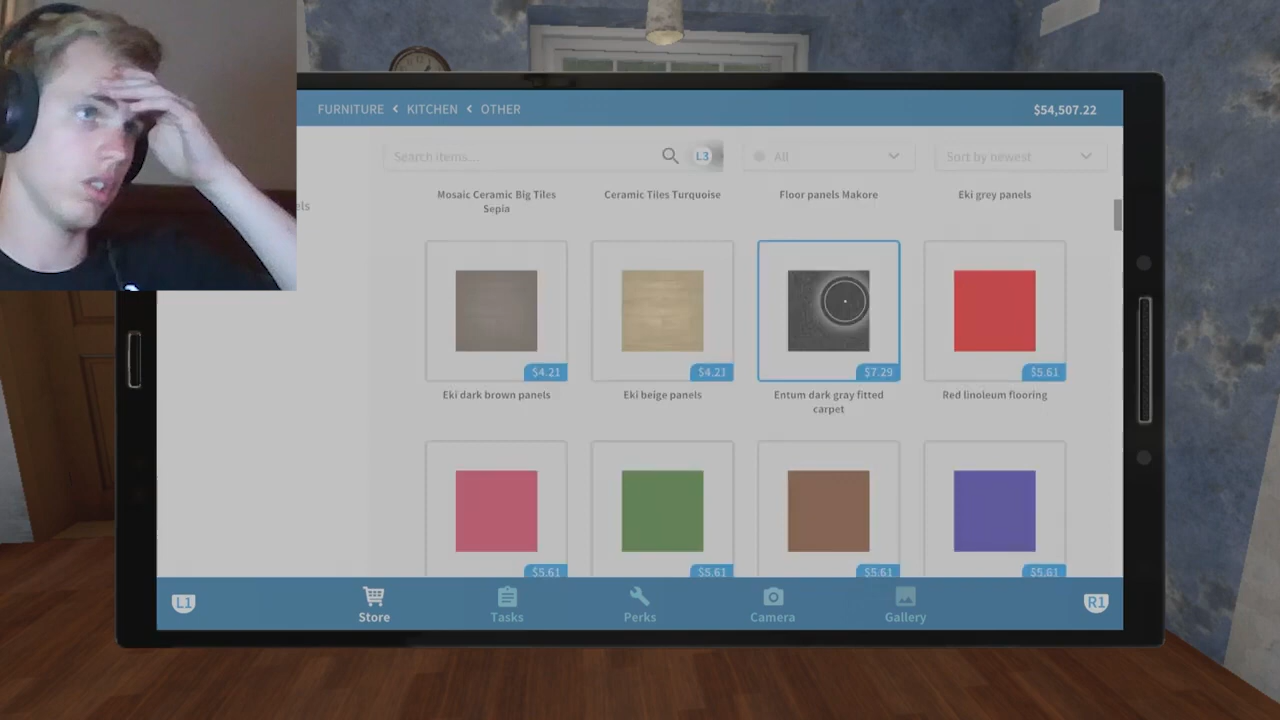 FURNITURE < KITCHEN < OTHER
$54,507.22
Search items...
L3
All
Sort by newest
Mosaic Ceramic Big Tiles
Sepia
Ceramic Tiles Turquoise
Floor panels Makore
Eki grey panels
els
$4.21
$4.21
$7.29
$5.61
Eki dark brown panels
Eki beige panels
Entum dark gray fitted
carpet
Red linoleum flooring
$5.61
$5.61
$5.61
$5.61
L1
Store
Tasks
Perks
Camera
Gallery
R1